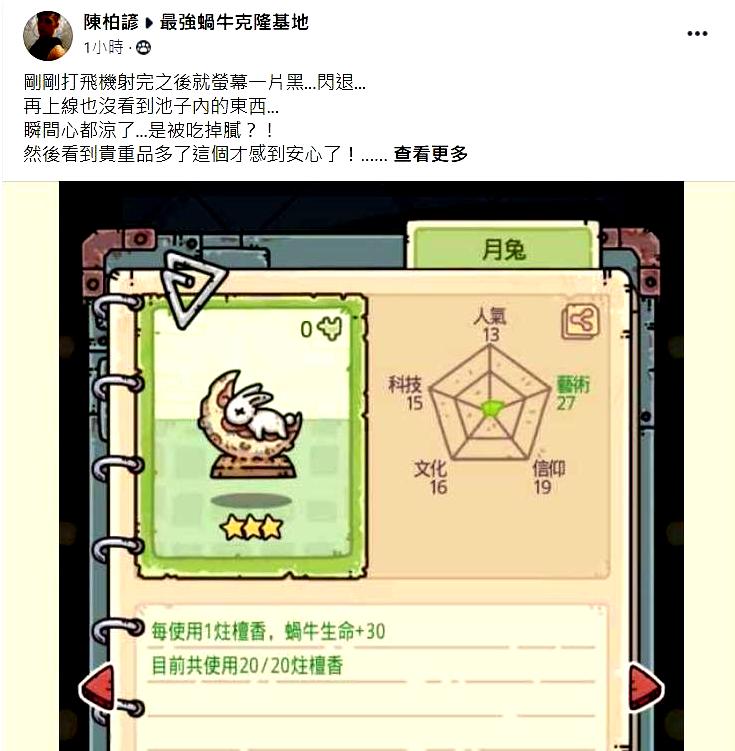 陳柏諺 ▸ 最強蝸牛克隆基地
1小時 ·
剛剛打飛機射完之後就螢幕一片黑...閃退...
再上線也沒看到池子內的東西...
瞬間心都涼了...是被吃掉膩？！
然後看到貴重品多了這個才感到安心了！...... 查看更多
月兔
0
人氣
13
科技
15
藝術
27
文化
16
信仰
19
每使用1炷檀香，蝸牛生命+30
目前共使用20/20炷檀香